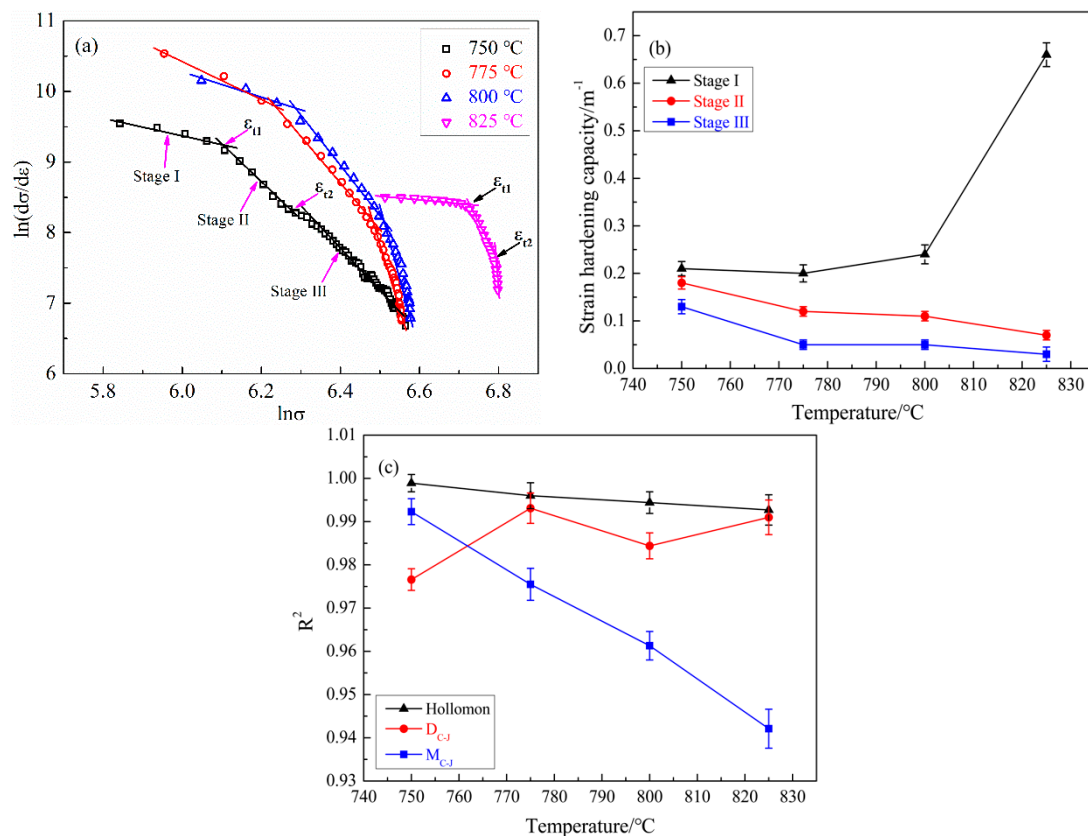 (a)
750 °C
775 °C
800 °C
825 °C
ε_t1
Stage I
Stage II
ε_t2
Stage III
ε_t1
ε_t2
11
10
9
8
7
6
5.8 6.0 6.2 6.4 6.6 6.8
ln(dσ/dε)
lnσ
(b)
Stage I
Stage II
Stage III
0.7
0.6
0.5
0.4
0.3
0.2
0.1
0.0
740 750 760 770 780 790 800 810 820 830
Strain hardening capacity/m⁻¹
Temperature/°C
(c)
1.01
1.00
0.99
0.98
0.97
0.96
0.95
0.94
0.93
R²
Hollomon
D_C-J
M_C-J
740 750 760 770 780 790 800 810 820 830
Temperature/°C